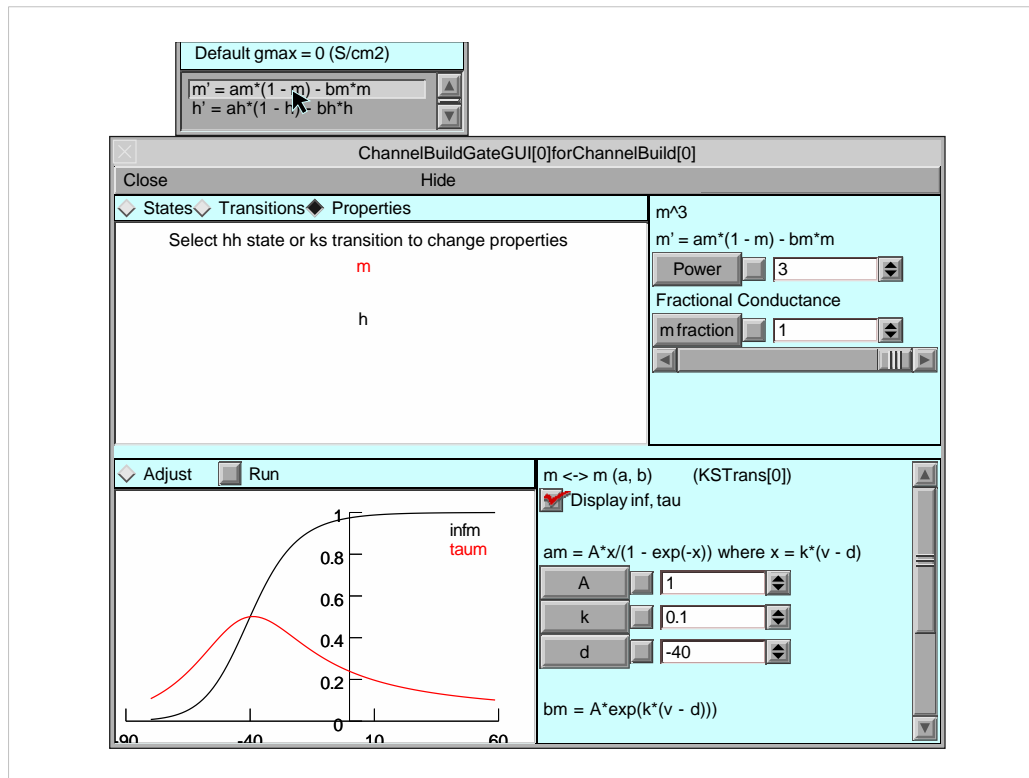 Default gmax = 0 (S/cm2)
m’ = am*(1 - m) - bm*m
h’ = ah*(1 - h) - bh*h
ChannelBuildGateGUI[0]forChannelBuild[0]
Close Hide
States Transitions Properties
Select hh state or ks transition to change properties
m
h
m^3
m’ = am*(1 - m) - bm*m
Power 3
Fractional Conductance
m fraction 1
Adjust Run
infm
taum
1
0.8
0.6
0.4
0.2
0
-90 -40 10 60
m <-> m (a, b) (KSTrans[0])
Display inf, tau
am = A*x/(1 - exp(-x)) where x = k*(v - d)
A 1
k 0.1
d -40
bm = A*exp(k*(v - d)))